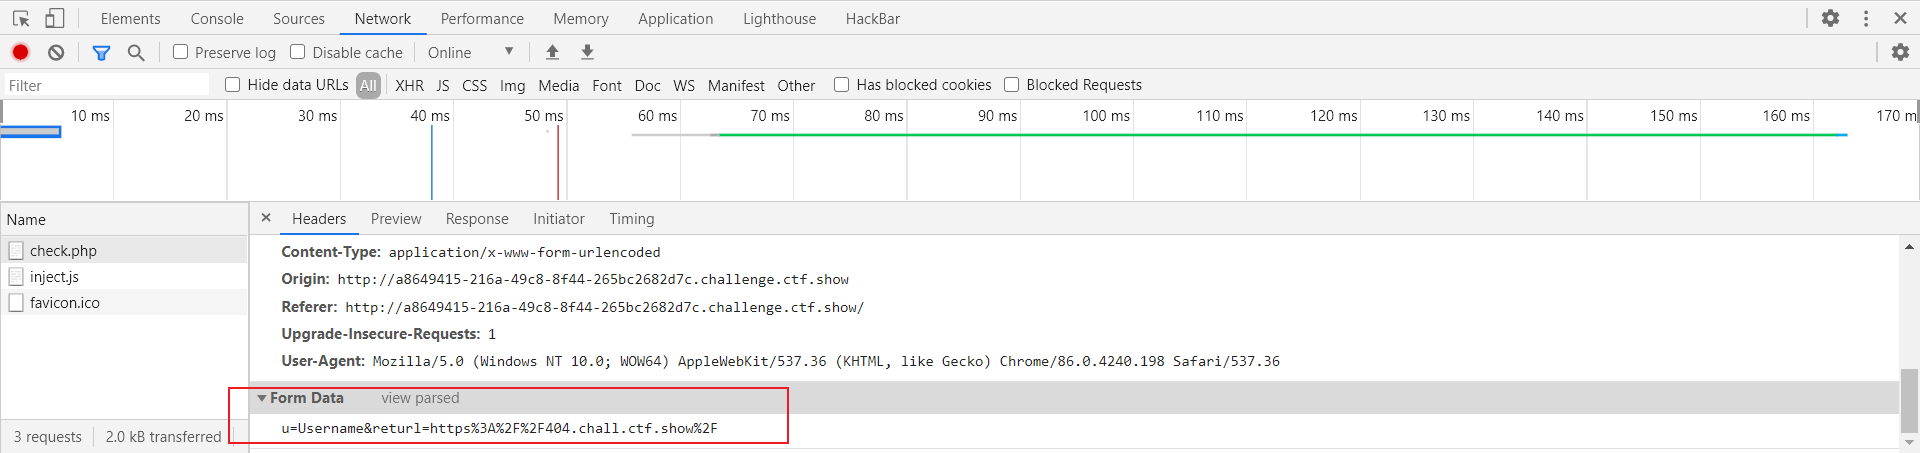 Elements Console Sources Network Performance Memory Application Lighthouse HackBar
Preserve log Disable cache Online
Filter Hide data URLs All XHR JS CSS Img Media Font Doc WS Manifest Other Has blocked cookies Blocked Requests
10 ms 20 ms 30 ms 40 ms 50 ms 60 ms 70 ms 80 ms 90 ms 100 ms 110 ms 120 ms 130 ms 140 ms 150 ms 160 ms 170 m
Name
check.php
inject.js
favicon.ico
3 requests 2.0 kB transferred
Headers Preview Response Initiator Timing
Content-Type: application/x-www-form-urlencoded
Origin: http://a8649415-216a-49c8-8f44-265bc2682d7c.challenge.ctf.show
Referer: http://a8649415-216a-49c8-8f44-265bc2682d7c.challenge.ctf.show/
Upgrade-Insecure-Requests: 1
User-Agent: Mozilla/5.0 (Windows NT 10.0; WOW64) AppleWebKit/537.36 (KHTML, like Gecko) Chrome/86.0.4240.198 Safari/537.36
Form Data view parsed
u=Username&returl=https%3A%2F%2F404.chall.ctf.show%2F